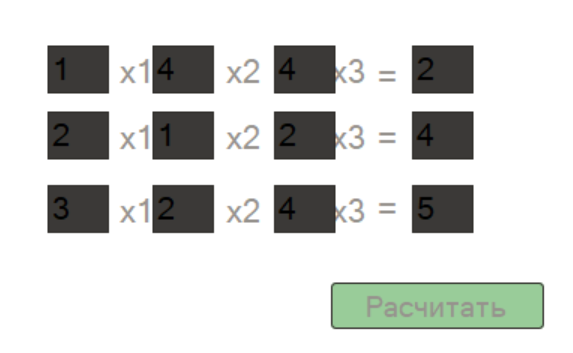 1 x1 4 x2 4 x3 = 2
2 x1 1 x2 2 x3 = 4
3 x1 2 x2 4 x3 = 5
Расчитать